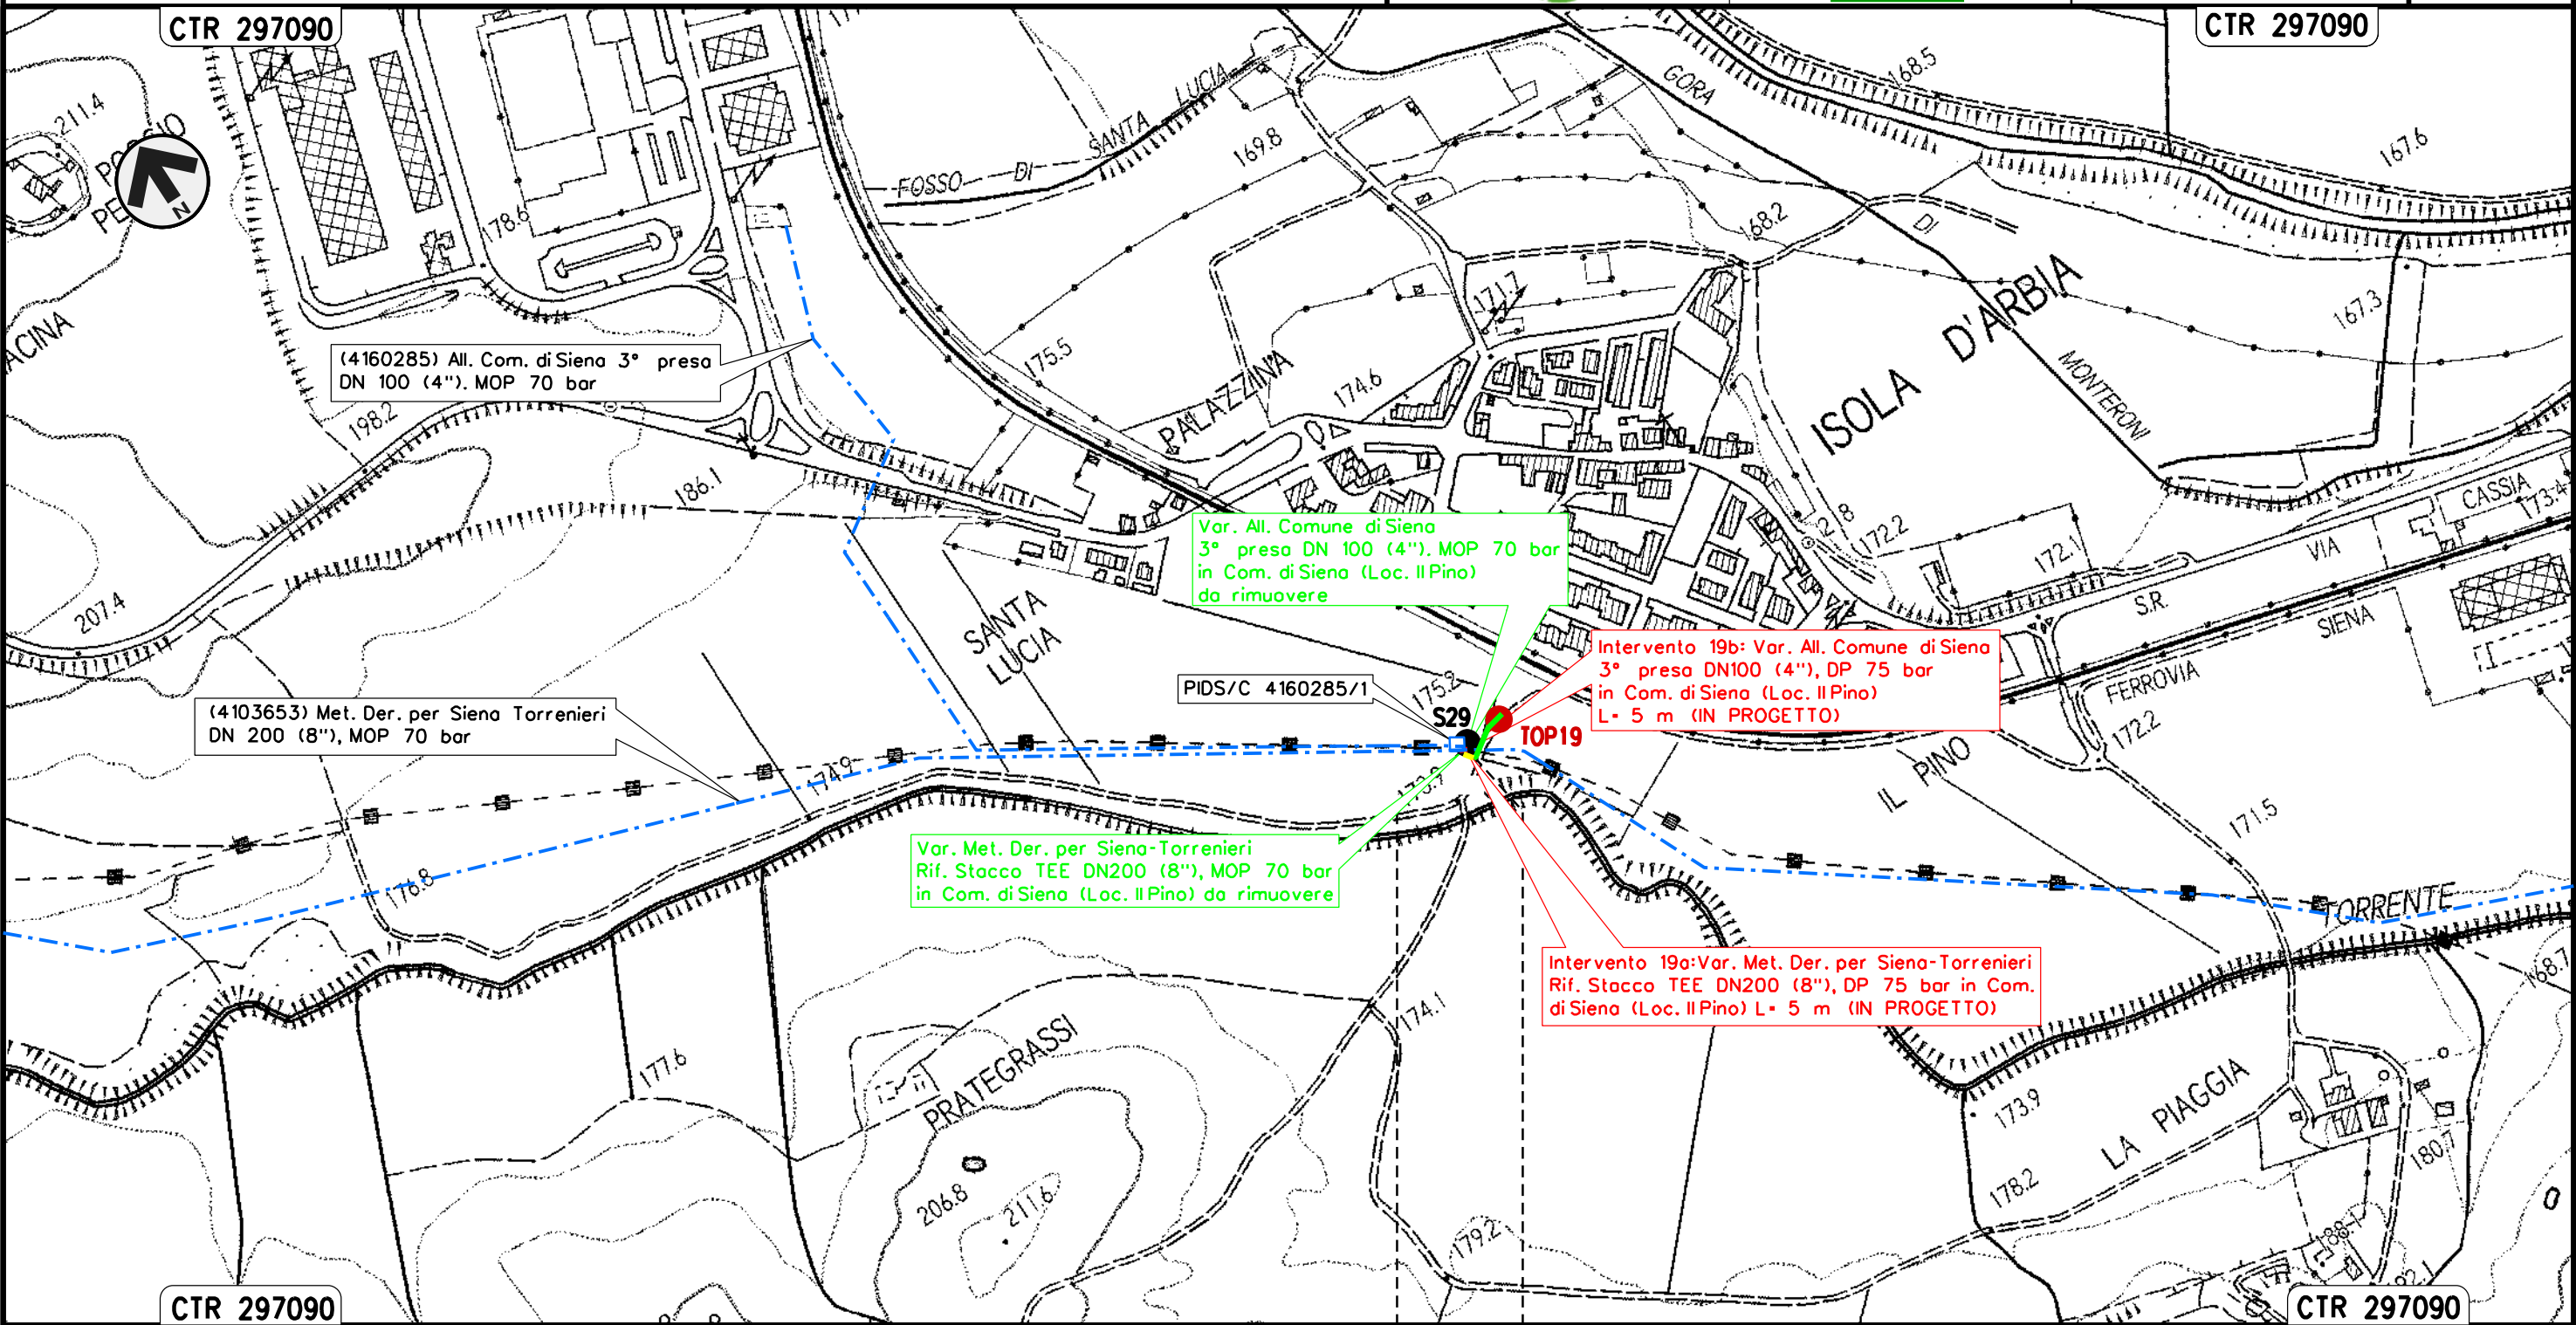 CTR 297090
CTR 297090
168.5
GORA
SANTA LUCIA
211.4
169.8
167.6
FOSSO DI
178.6
168.2
DI
N
171.7
ISOLA D'ARBIA
167.3
ACINA
(4160285) All. Com. di Siena 3° presa
DN 100 (4"). MOP 70 bar
175.5
PALAZZINA
174.6
MONTERONI
198.2
186.1
CASSIA
173.4
VIA
S.R.
172.2
172.1
Var. All. Comune di Siena
3° presa DN 100 (4"). MOP 70 bar
in Com. di Siena (Loc. Il Pino)
da rimuovere
207.4
SANTA
LUCIA
SIENA
FERROVIA
Intervento 19b: Var. All. Comune di Siena
3° presa DN100 (4"), DP 75 bar
in Com. di Siena (Loc. Il Pino)
L= 5 m (IN PROGETTO)
PIDS/C 4160285/1
175.2
S29
TOP19
(4103653) Met. Der. per Siena Torrenieri
DN 200 (8"), MOP 70 bar
172.2
IL PINO
174.9
173.9
171.5
Var. Met. Der. per Siena-Torrenieri
Rif. Stacco TEE DN200 (8"), MOP 70 bar
in Com. di Siena (Loc. Il Pino) da rimuovere
176.8
TORRENTE
168.7
Intervento 19a:Var. Met. Der. per Siena-Torrenieri
Rif. Stacco TEE DN200 (8"), DP 75 bar in Com.
di Siena (Loc. Il Pino) L= 5 m (IN PROGETTO)
174.1
177.6
PRATEGRASSI
173.9
LA PIAGGIA
180.7
206.8
211.6
178.2
179.2
188.1
CTR 297090
CTR 297090